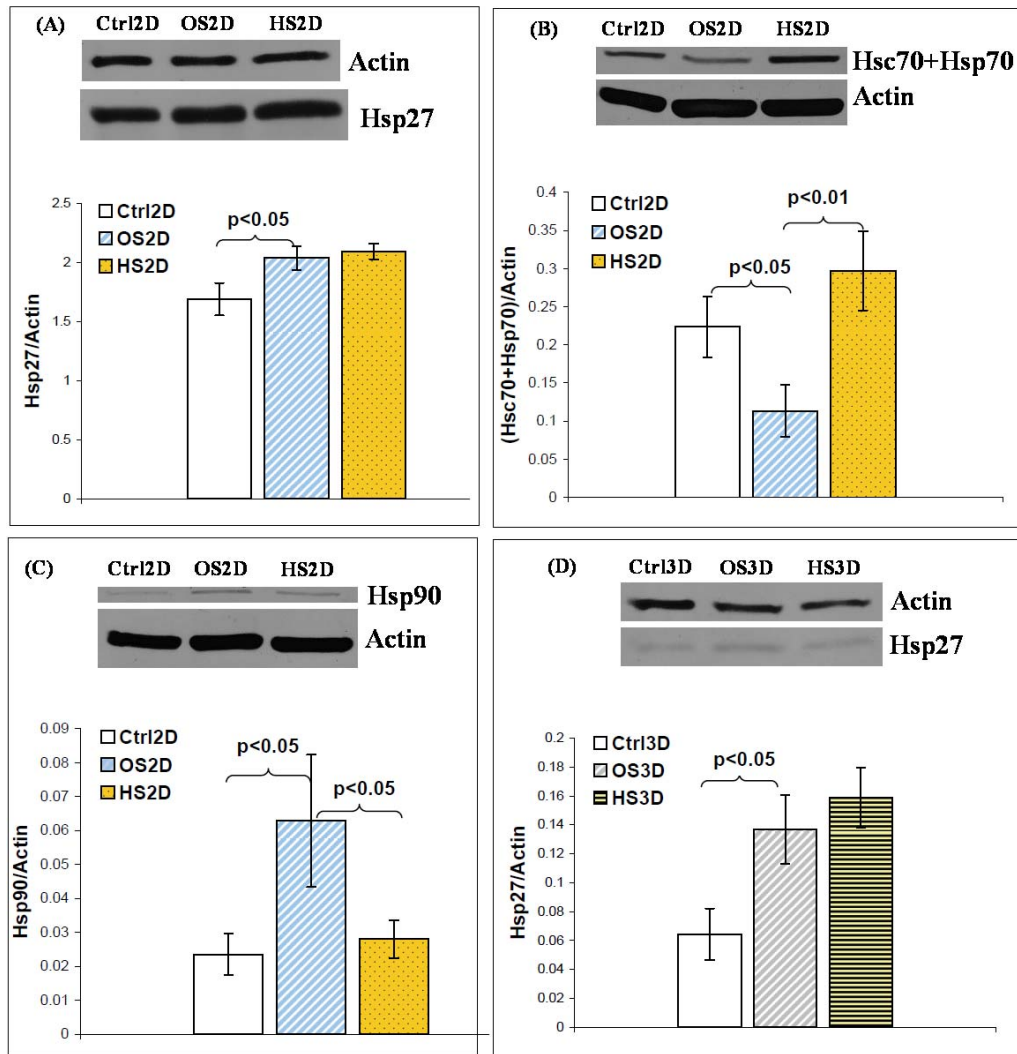 (A)
Ctrl2D OS2D HS2D
Actin
Hsp27
Hsp27/Actin
2.5
2
1.5
1
0.5
0
Ctrl2D
OS2D
HS2D
p<0.05
(B)
Ctrl2D OS2D HS2D
Hsc70+Hsp70
Actin
(Hsc70+Hsp70)/Actin
0.4
0.35
0.3
0.25
0.2
0.15
0.1
0.05
0
Ctrl2D
OS2D
HS2D
p<0.01
p<0.05
(C)
Ctrl2D OS2D HS2D
Hsp90
Actin
Hsp90/Actin
0.09
0.08
0.07
0.06
0.05
0.04
0.03
0.02
0.01
0
Ctrl2D
OS2D
HS2D
p<0.05
p<0.05
(D)
Ctrl3D OS3D HS3D
Actin
Hsp27
Hsp27/Actin
0.2
0.18
0.16
0.14
0.12
0.1
0.08
0.06
0.04
0.02
0
Ctrl3D
OS3D
HS3D
p<0.05